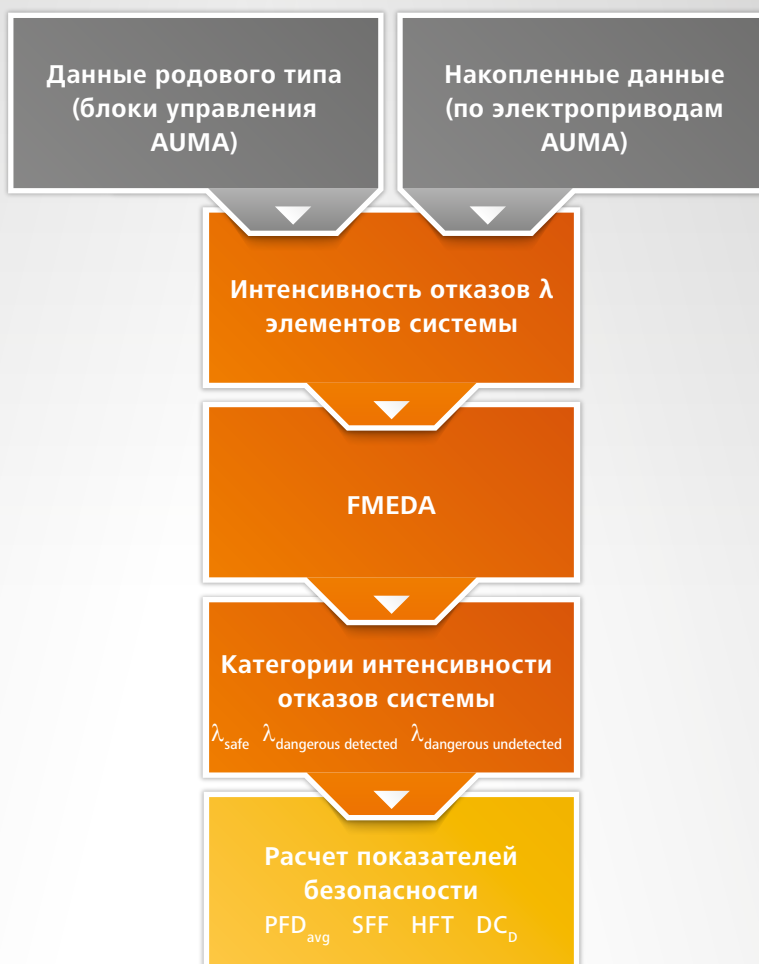 Данные родового типа
(блоки управления
AUMA)
Накопленные данные
(по электроприводам
AUMA)
Интенсивность отказов λ
элементов системы
FMEDA
Категории интенсивности
отказов системы
λsafe λdangerous detected λdangerous undetected
Расчет показателей
безопасности
PFDavg SFF HFT DCD